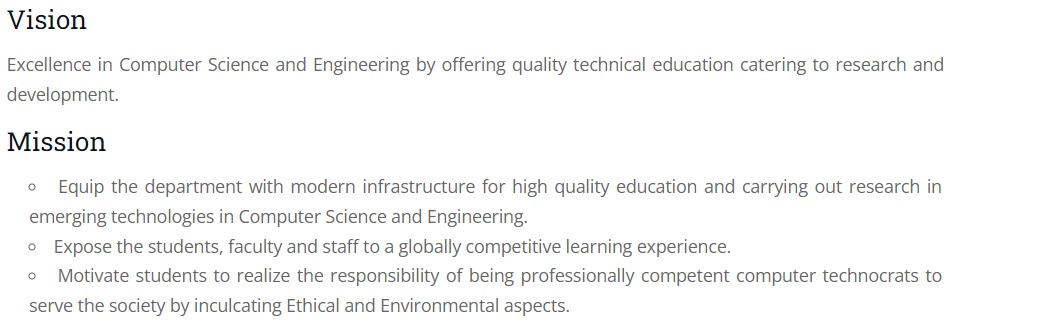 Vision
Excellence in Computer Science and Engineering by offering quality technical education catering to research and
development.
Mission
Equip the department with modern infrastructure for high quality education and carrying out research in
emerging technologies in Computer Science and Engineering.
Expose the students, faculty and staff to a globally competitive learning experience.
Motivate students to realize the responsibility of being professionally competent computer technocrats to
serve the society by inculcating Ethical and Environmental aspects.